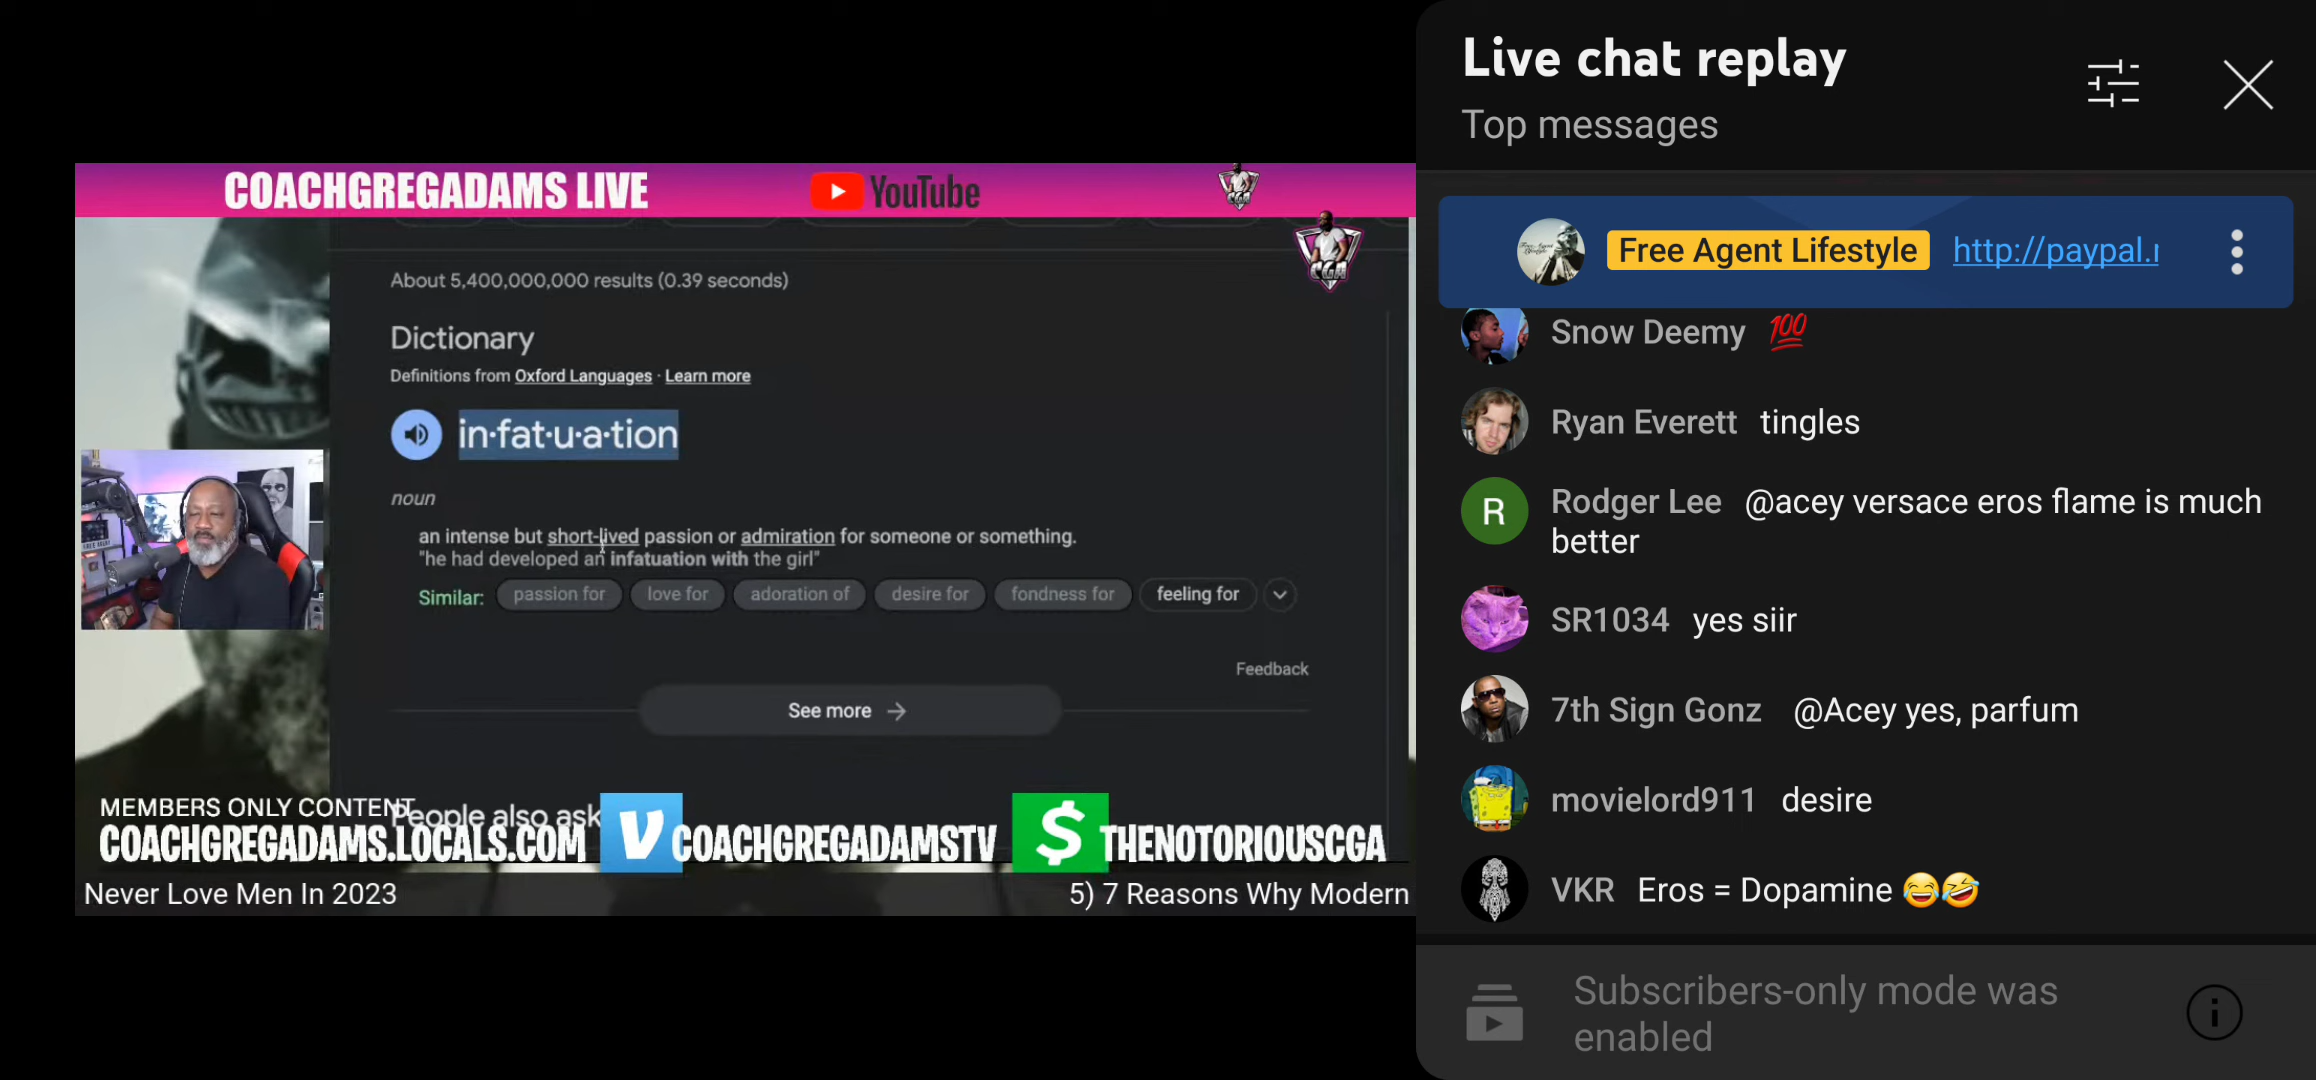 COACHGREGADAMS LIVE
YouTube
CGA
CGA
About 5,400,000,000 results (0.39 seconds)
Dictionary
Definitions from Oxford Languages · Learn more
in·fat·u·a·tion
noun
an intense but short-lived passion or admiration for someone or something.
"he had developed an infatuation with the girl"
Similar: passion for love for adoration of desire for fondness for feeling for
Feedback
See more →
People also ask
MEMBERS ONLY CONTENT
COACHGREGADAMS.LOCALS.COM
COACHGREGADAMSTV
$ THENOTORIOUSCGA
Never Love Men In 2023
5) 7 Reasons Why Modern
Live chat replay
Top messages
Free Agent Lifestyle http://paypal.
Snow Deemy 💯
Ryan Everett tingles
R
Rodger Lee @acey versace eros flame is much
better
SR1034 yes siir
7th Sign Gonz @Acey yes, parfum
movielord911 desire
VKR Eros = Dopamine 😂🤣
Subscribers-only mode was
enabled